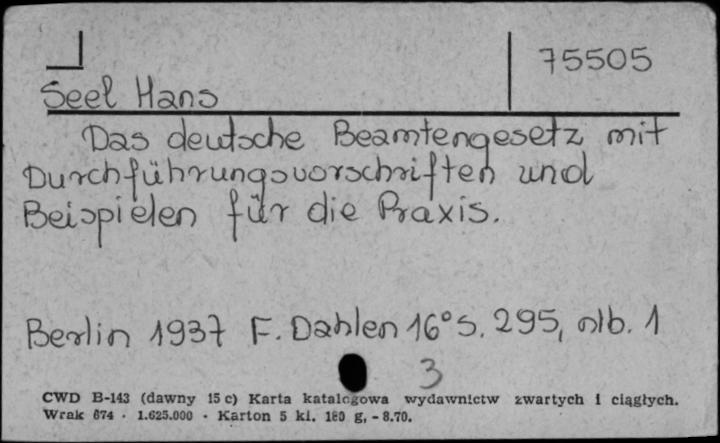 75505
Seel Hans
Das deutsche Beamtengesetz mit
Durchführungsvorschriften und
Beispielen für die Praxis.
Berlin 1937 F. Dahlen 16° S. 295, nlb. 1
3
CWD B-143 (dawny 15 c) Karta katalogowa wydawnictw zwartych i ciągłych.
Wrak 674 · 1.625.000 · Karton 5 kl. 180 g, - 8.70.